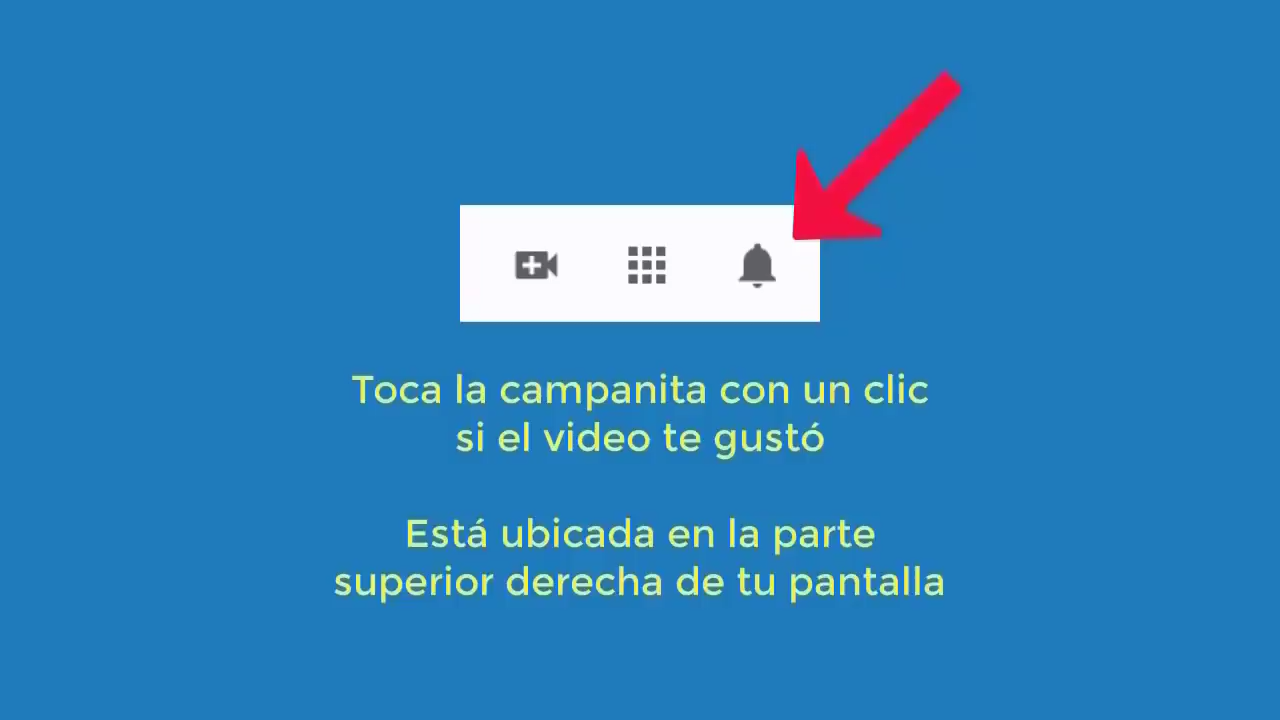 Toca la campanita con un clic
si el video te gustó
Está ubicada en la parte
superior derecha de tu pantalla